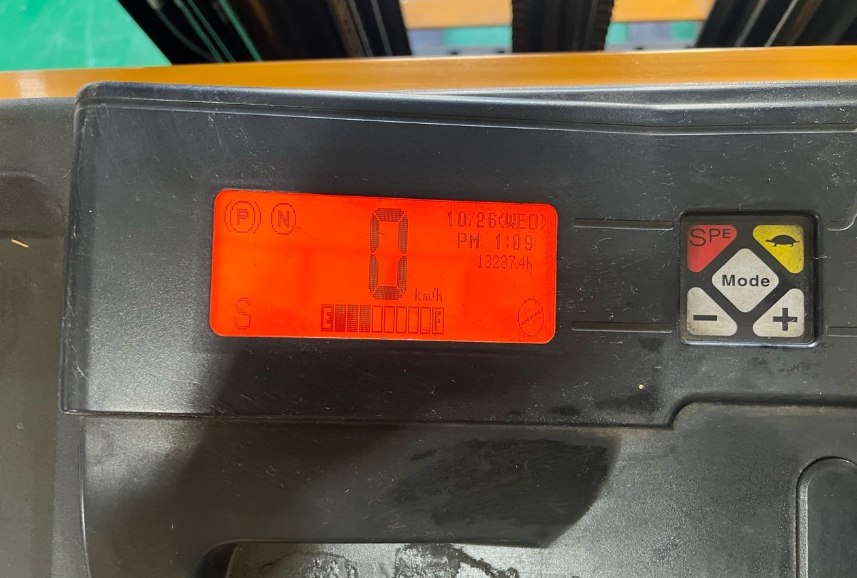 P
N
0
km/h
10/26(WED)
PM 1:09
13237.4h
S
E
F
SPE
Mode
-
+